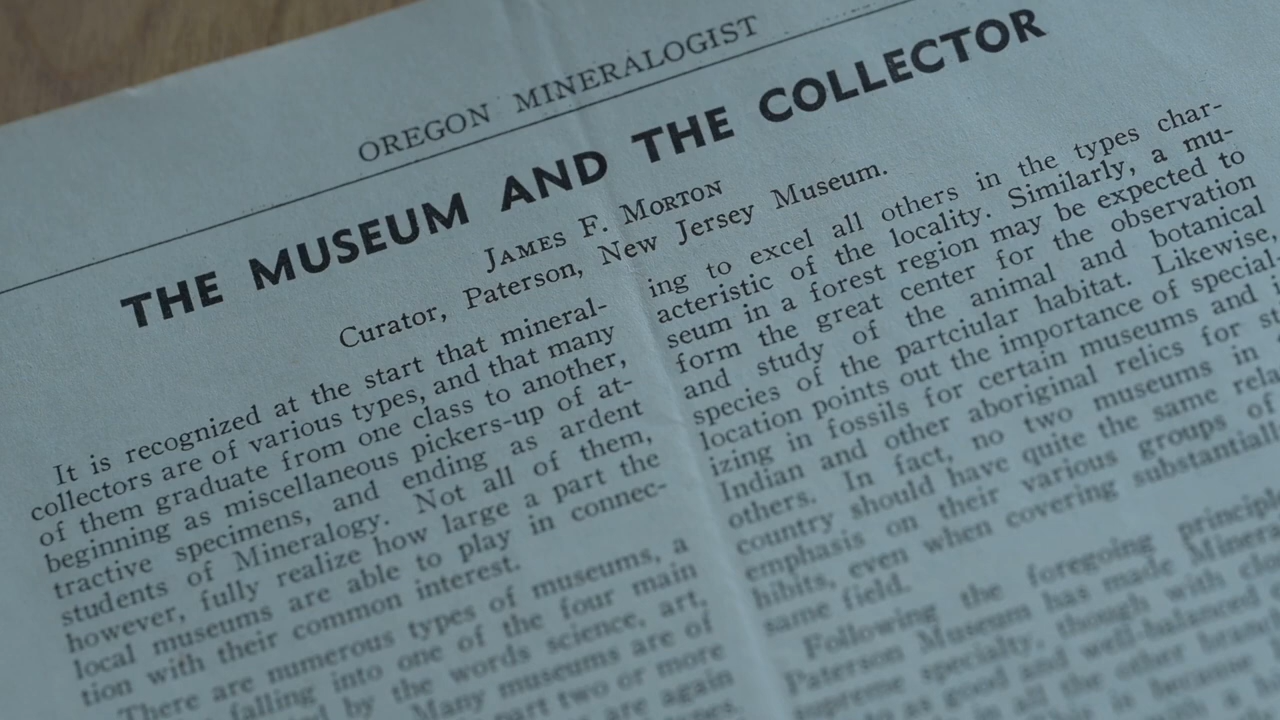 OREGON MINERALOGIST
THE MUSEUM AND THE COLLECTOR
JAMES F. MORTON
Curator, Paterson, New Jersey Museum.
It is recognized at the start that mineral-
collectors are of various types, and that many
of them graduate from one class to another,
beginning as miscellaneous pickers-up of at-
tractive specimens, and ending as ardent
students of Mineralogy. Not all of them,
however, fully realize how large a part the
local museums are able to play in connec-
tion with their common interest.
There are numerous types of museums, a
falling into one of the four main
by the words science, art,
Many museums are of
part two or more
are again
ing to excel all others in the types char-
acteristic of the locality. Similarly, a mu-
seum in a forest region may be expected to
form the great center for the observation
and study of the animal and botanical
species of the partciular habitat. Likewise,
location points out the importance of special-
izing in fossils for certain museums and
Indian and other aboriginal relics for
others. In fact, no two museums in
country should have quite the same
emphasis on their various groups of
hibits, even when covering substantiall
same field.
Following the foregoing principle
Paterson Museum has made Minera
supreme specialty, though with clo
to as good and well-balanced
in all the other branc
is is because